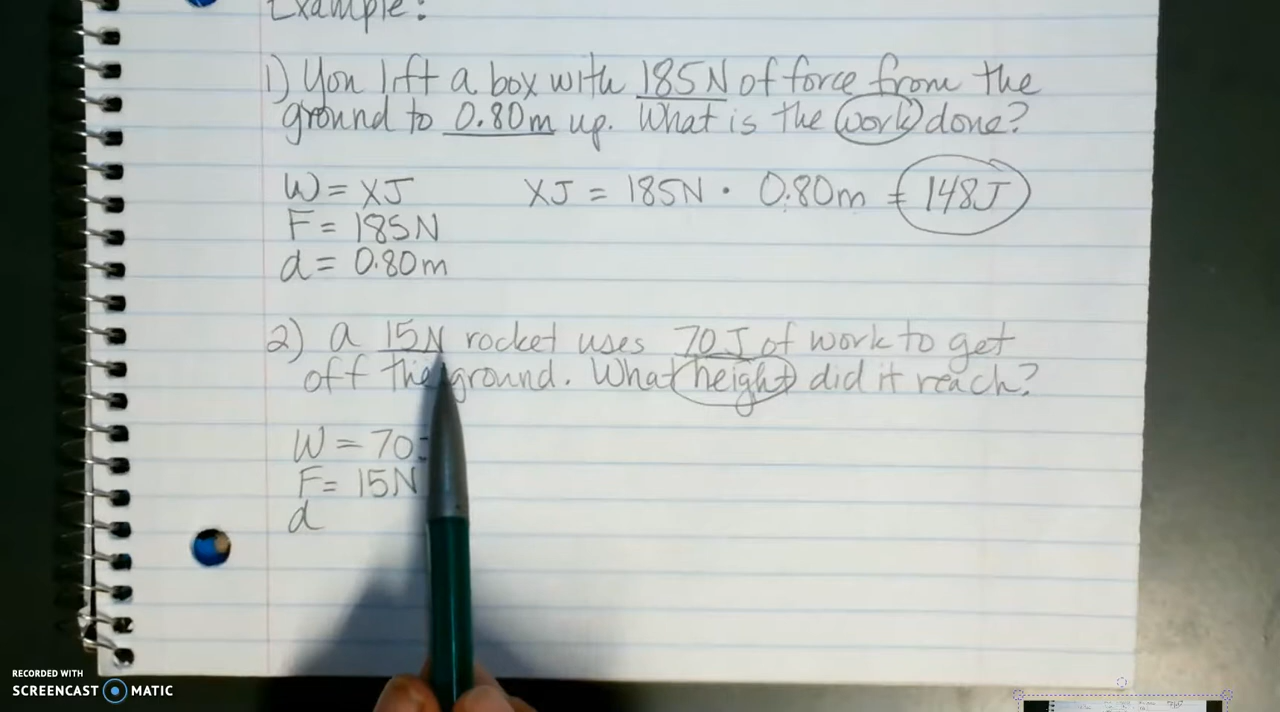 Example:
1) You lift a box with 185N of force from the
ground to 0.80m up. What is the work done?
W = XJ
F = 185N
d = 0.80m
XJ = 185N · 0.80m = 148J
2) a 15N rocket uses 70J of work to get
off the ground. What height did it reach?
W = 70
F = 15N
d
RECORDED WITH
SCREENCAST MATIC